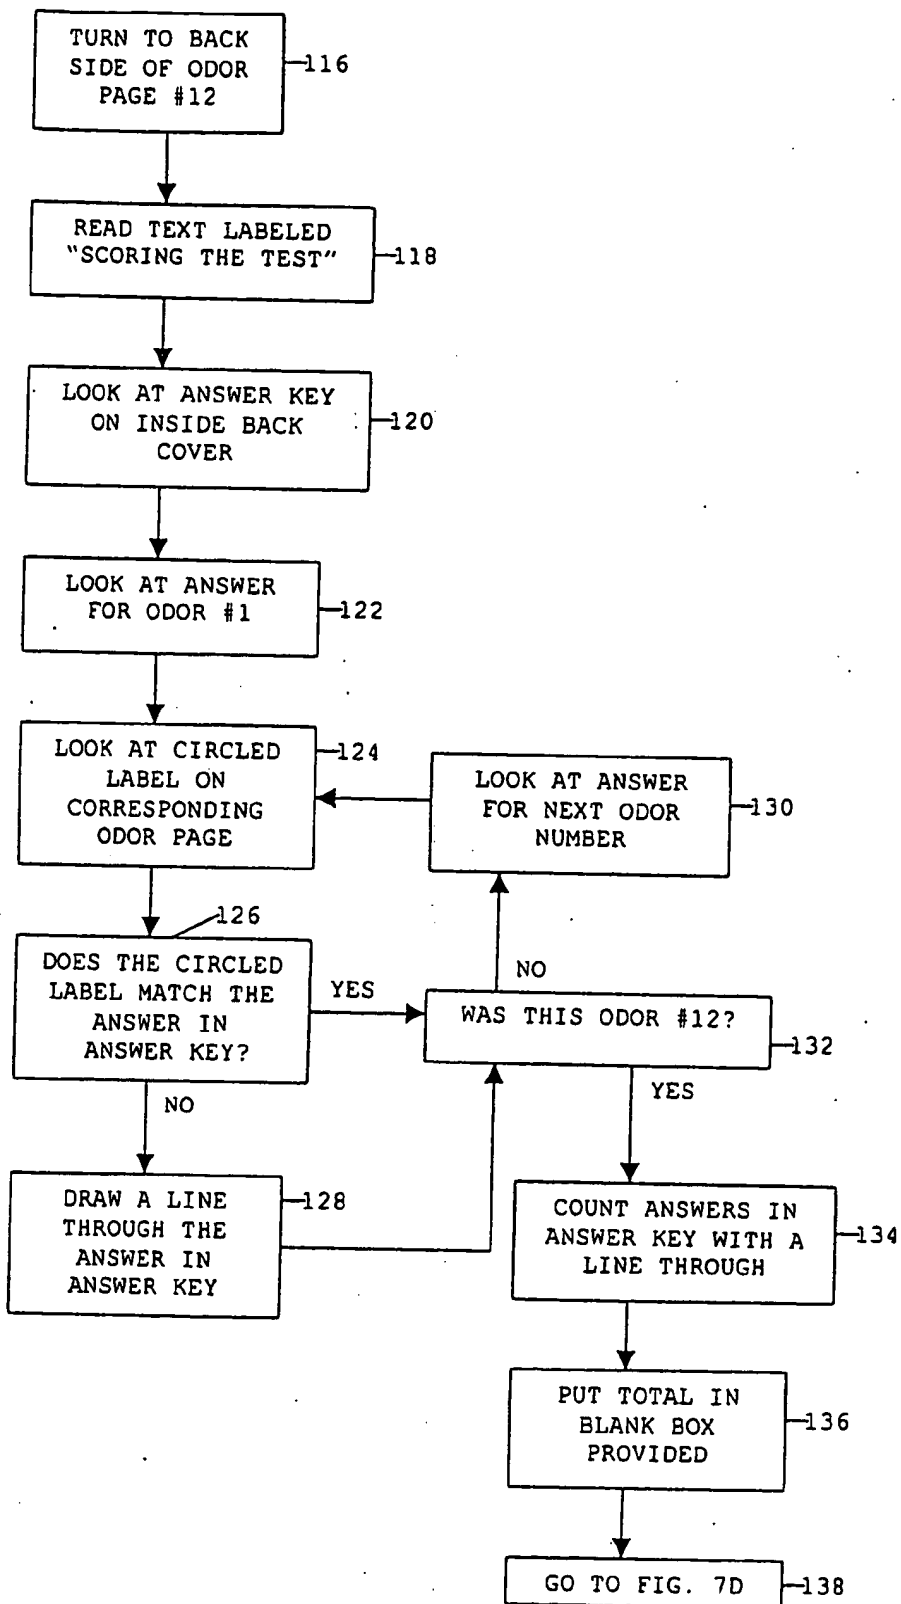 TURN TO BACK
SIDE OF ODOR
PAGE #12
116
READ TEXT LABELED
"SCORING THE TEST"
118
LOOK AT ANSWER KEY
ON INSIDE BACK
COVER
120
LOOK AT ANSWER
FOR ODOR #1
122
LOOK AT CIRCLED
LABEL ON
CORRESPONDING
ODOR PAGE
124
LOOK AT ANSWER
FOR NEXT ODOR
NUMBER
130
126
DOES THE CIRCLED
LABEL MATCH THE
ANSWER IN
ANSWER KEY?
YES
NO
WAS THIS ODOR #12?
132
NO
YES
DRAW A LINE
THROUGH THE
ANSWER IN
ANSWER KEY
128
COUNT ANSWERS IN
ANSWER KEY WITH A
LINE THROUGH
134
PUT TOTAL IN
BLANK BOX
PROVIDED
136
GO TO FIG. 7D
138